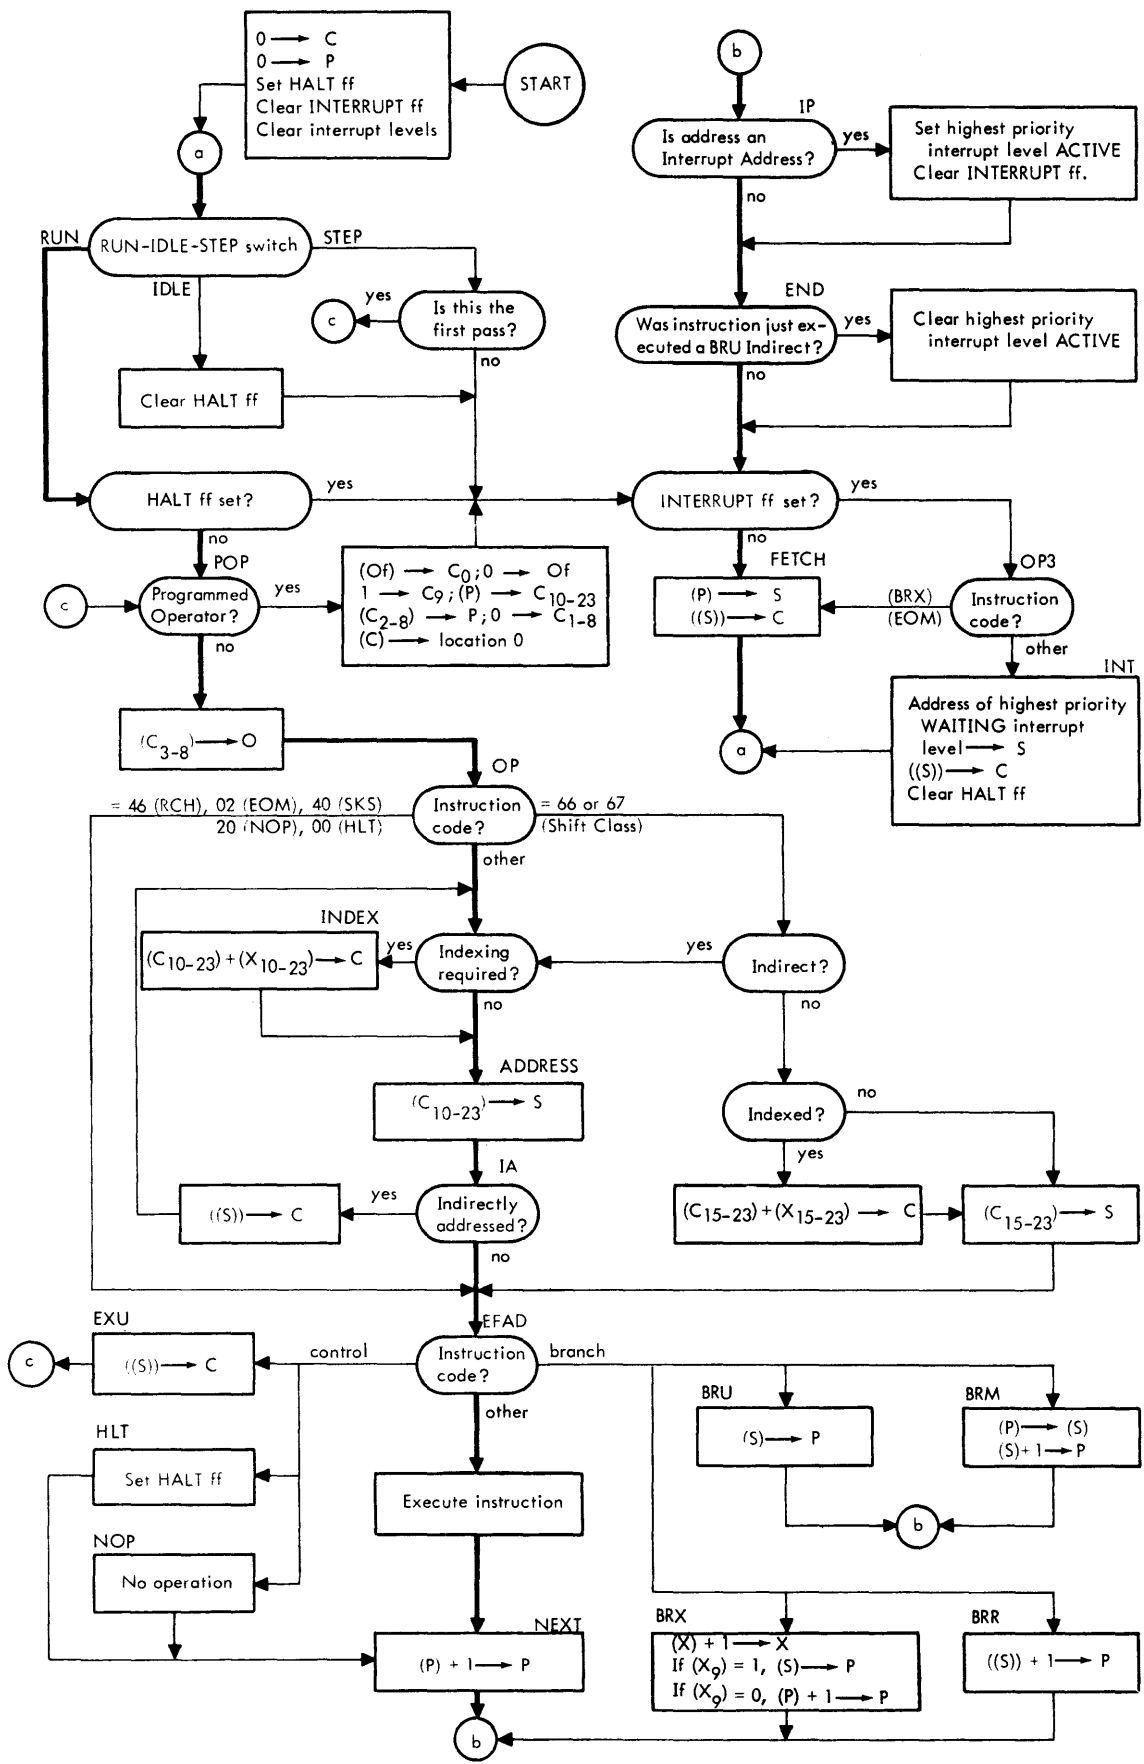 0 → C
0 → P
Set HALT ff
Clear INTERRUPT ff
Clear interrupt levels
START
a
RUN
RUN-IDLE-STEP switch
STEP
IDLE
yes
c
Is this the
first pass?
no
Clear HALT ff
HALT ff set?
yes
no
POP
c
Programmed
Operator?
yes
no
(Of) → C0; 0 → Of
1 → C9; (P) → C10-23
(C2-8) → P; 0 → C1-8
(C) → location 0
(C3-8) → O
b
IP
Is address an
Interrupt Address?
yes
no
Set highest priority
interrupt level ACTIVE
Clear INTERRUPT ff.
END
Was instruction just ex-
ecuted a BRU Indirect?
yes
no
Clear highest priority
interrupt level ACTIVE
INTERRUPT ff set?
yes
no
FETCH
(P) → S
((S)) → C
(BRX)
(EOM)
OP3
Instruction
code?
other
INT
Address of highest priority
WAITING interrupt
level → S
((S)) → C
Clear HALT ff
a
OP
= 46 (RCH), 02 (EOM), 40 (SKS)
20 (NOP), 00 (HLT)
Instruction
code?
= 66 or 67
(Shift Class)
other
INDEX
(C10-23) + (X10-23) → C
yes
Indexing
required?
yes
Indirect?
no
no
ADDRESS
(C10-23) → S
Indexed?
no
yes
IA
((S)) → C
yes
Indirectly
addressed?
no
(C15-23) + (X15-23) → C
(C15-23) → S
EFAD
EXU
c
((S)) → C
control
Instruction
code?
branch
other
HLT
Set HALT ff
NOP
No operation
Execute instruction
NEXT
(P) + 1 → P
b
BRU
(S) → P
BRM
(P) → (S)
(S) + 1 → P
b
BRX
(X) + 1 → X
If (X9) = 1, (S) → P
If (X9) = 0, (P) + 1 → P
BRR
((S)) + 1 → P